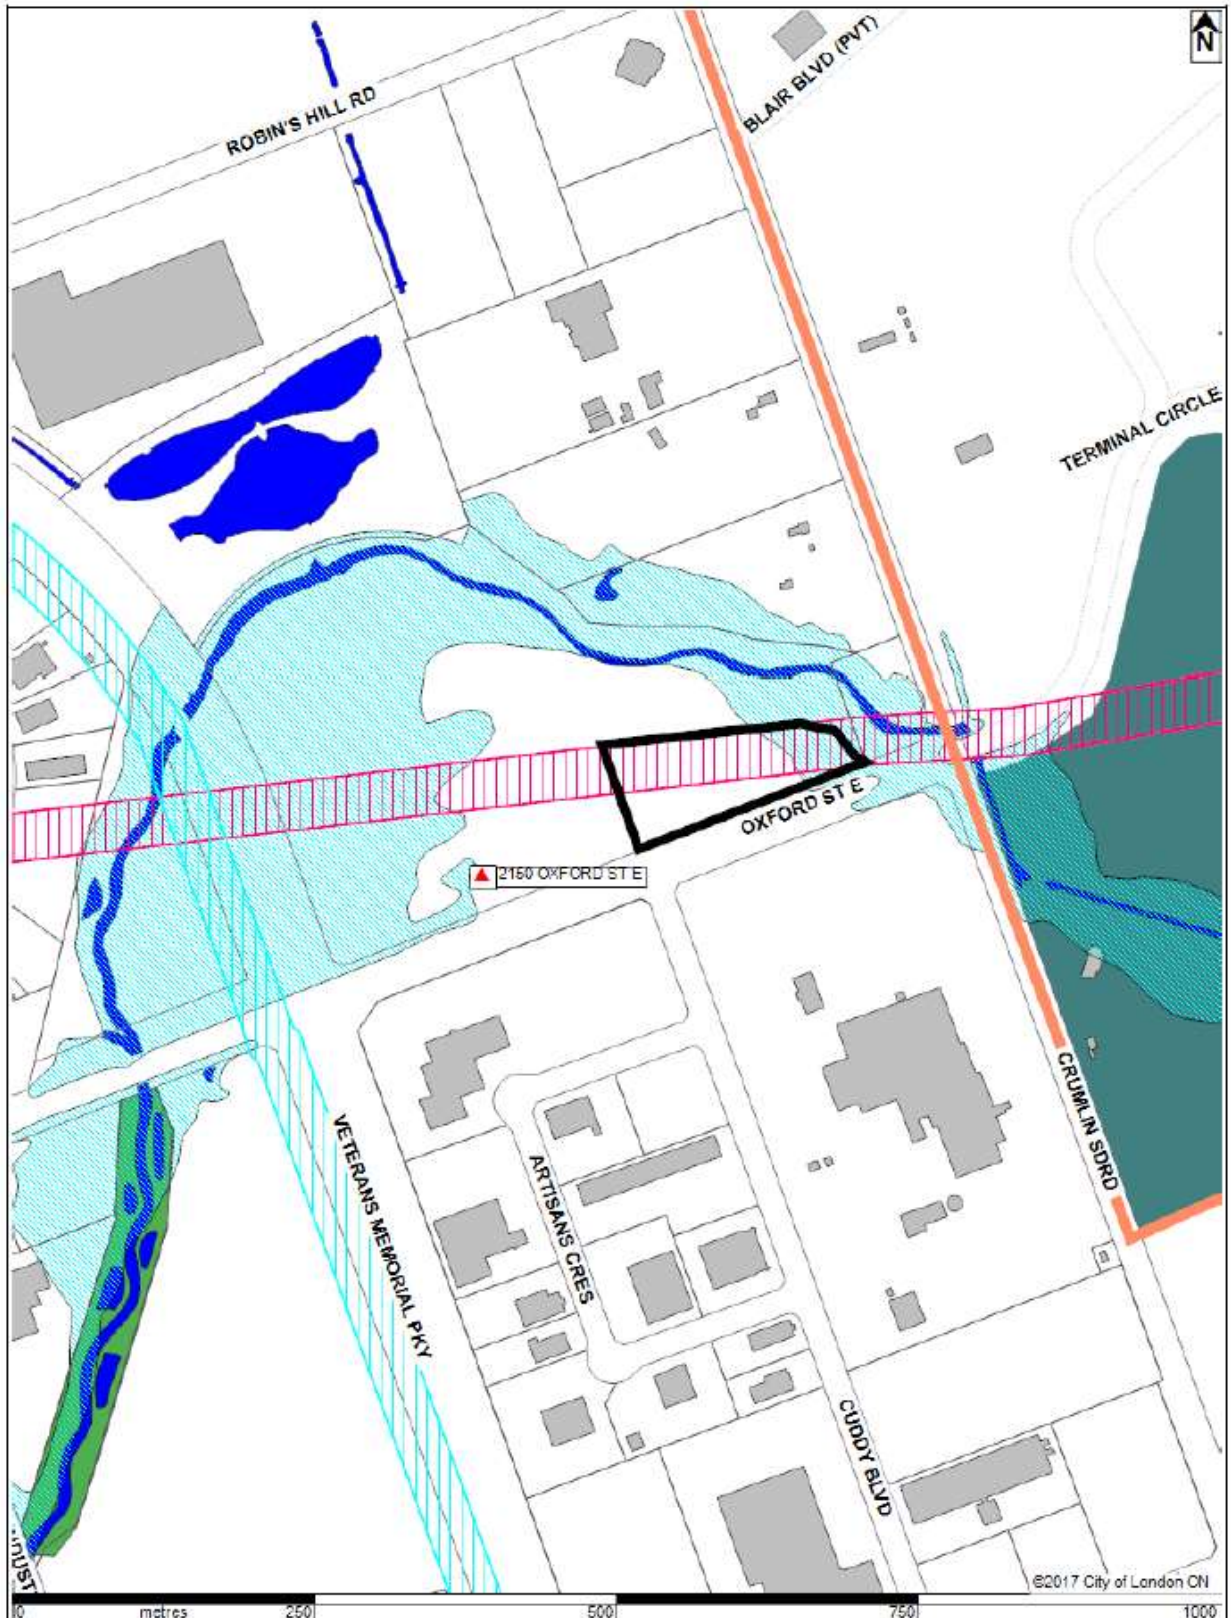 N
BLAIR BLVD (PVT)
ROBIN'S HILL RD
TERMINAL CIRCLE
OXFORD ST E
2150 OXFORD ST E
CRUMLIN SDRD
VETERANS MEMORIAL PKY
ARTISANS CRES
CUDDY BLVD
©2017 City of London ON
0 metres 250 500 750 1000